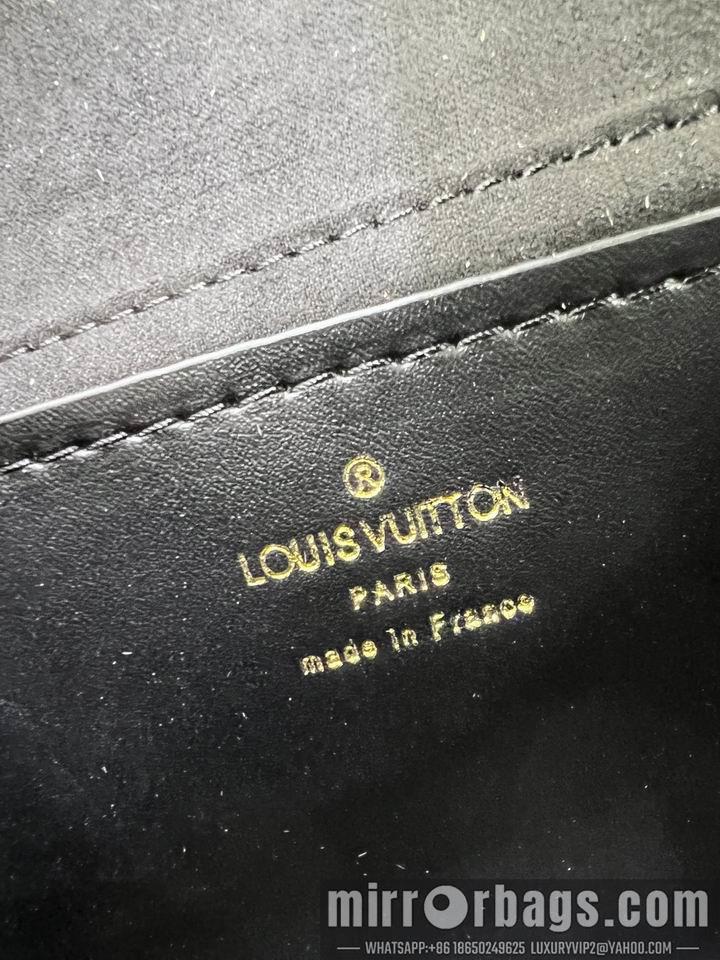 ®
LOUIS VUITTON
PARIS
made in France
mirrorbags.com
WHATSAPP:+86 18650249625 LUXURYVIP2@YAHOO.COM